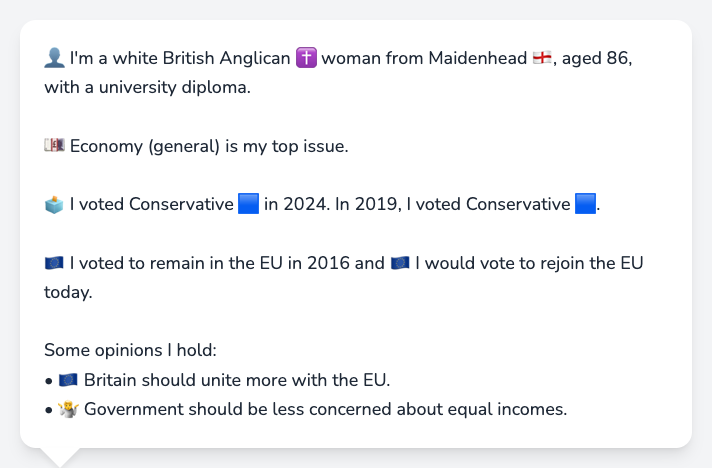 👤 I'm a white British Anglican ✝️ woman from Maidenhead 🏴󠁧󠁢󠁥󠁮󠁧󠁿, aged 86,
with a university diploma.
💷 Economy (general) is my top issue.
🗳️ I voted Conservative 🟦 in 2024. In 2019, I voted Conservative 🟦.
🇪🇺 I voted to remain in the EU in 2016 and 🇪🇺 I would vote to rejoin the EU
today.
Some opinions I hold:
• 🇪🇺 Britain should unite more with the EU.
• 🤷 Government should be less concerned about equal incomes.